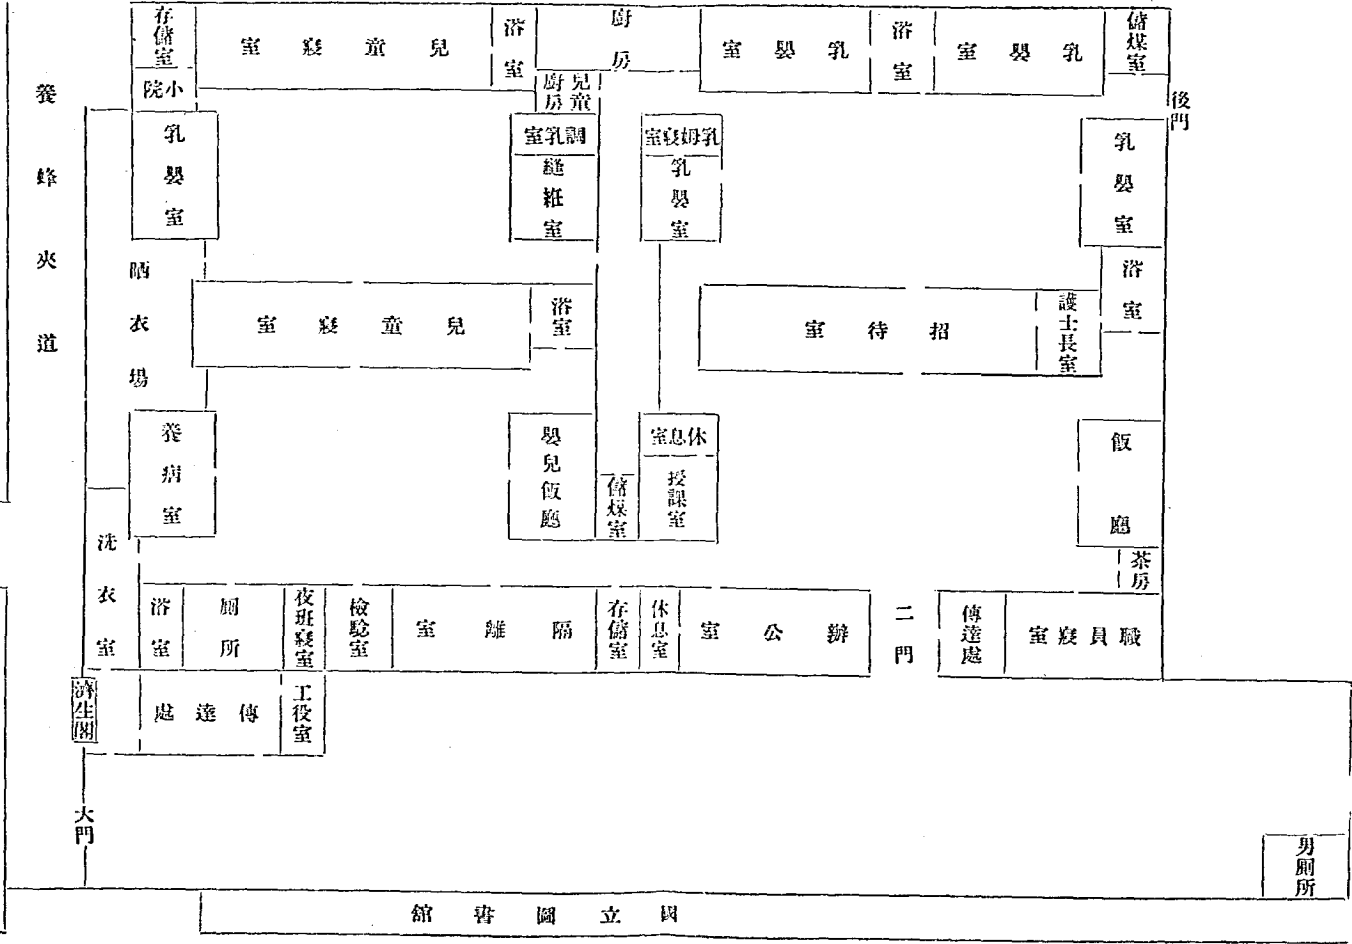 儲煤室
乳嬰室
浴室
乳嬰室
廚房
浴室
兒童寢室
存儲室
小院
兒童廚房
後門
養蜂夾道
乳嬰室
乳姆寢室
乳嬰室
調乳室
縫紝室
乳嬰室
浴室
護士長室
招待室
浴室
兒童寢室
晒衣場
飯廳
休息室
授課室
儲煤室
嬰兒飯廳
養病室
洗衣室
茶房
職員寢室
傳達處
二門
辦公室
休息室
存儲室
隔離室
檢驗室
夜班寢室
厠所
浴室
工役室
傳達處
濟生閣
大門
男厠所
國立圖書館